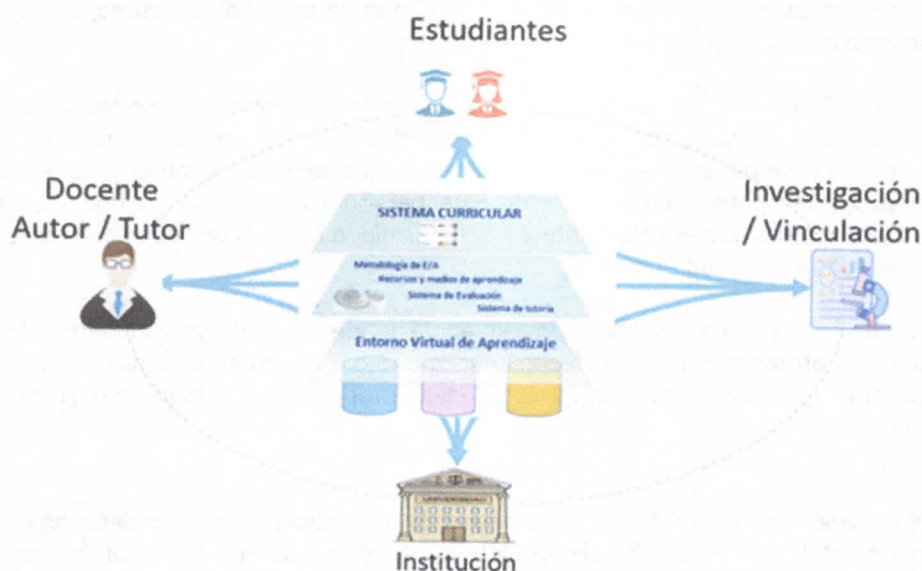 Estudiantes
Docente
Autor / Tutor
Investigación
/ Vinculación
SISTEMA CURRICULAR
Metodología de E/A
Recursos y medios de aprendizaje
Sistema de Evaluación
Sistema de tutoría
Entorno Virtual de Aprendizaje
UNIVERSIDAD
Institución